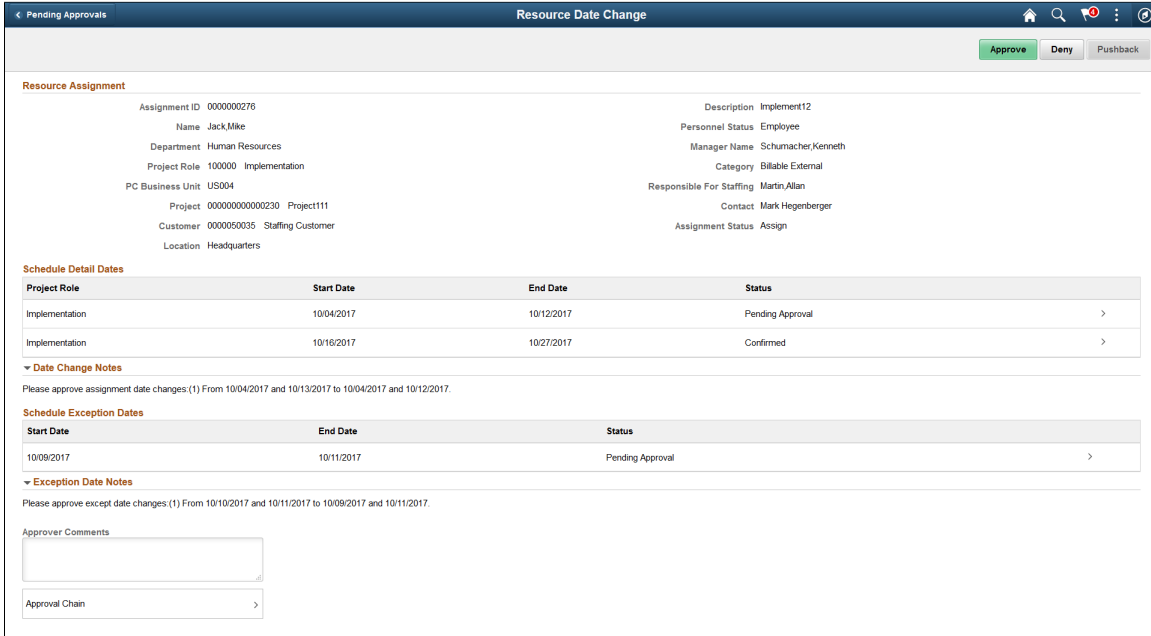 Pending Approvals
Resource Date Change
4
Approve Deny Pushback
Resource Assignment
Assignment ID 0000000276
Description Implement12
Name Jack,Mike
Personnel Status Employee
Department Human Resources
Manager Name Schumacher,Kenneth
Project Role 100000 Implementation
Category Billable External
PC Business Unit US004
Responsible For Staffing Martin,Allan
Project 000000000000230 Project111
Contact Mark Hegenberger
Customer 0000050035 Staffing Customer
Assignment Status Assign
Location Headquarters
Schedule Detail Dates
Project Role Start Date End Date Status
Implementation 10/04/2017 10/12/2017 Pending Approval
Implementation 10/16/2017 10/27/2017 Confirmed
Date Change Notes
Please approve assignment date changes:(1) From 10/04/2017 and 10/13/2017 to 10/04/2017 and 10/12/2017.
Schedule Exception Dates
Start Date End Date Status
10/09/2017 10/11/2017 Pending Approval
Exception Date Notes
Please approve except date changes:(1) From 10/10/2017 and 10/11/2017 to 10/09/2017 and 10/11/2017.
Approver Comments
Approval Chain